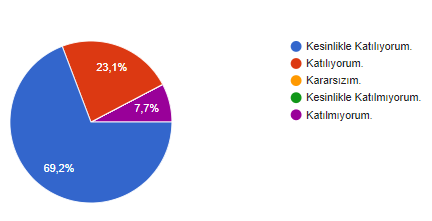 69,2%
23,1%
7,7%
Kesinlikle Katılıyorum.
Katılıyorum.
Kararsızım.
Kesinlikle Katılmıyorum.
Katılmıyorum.